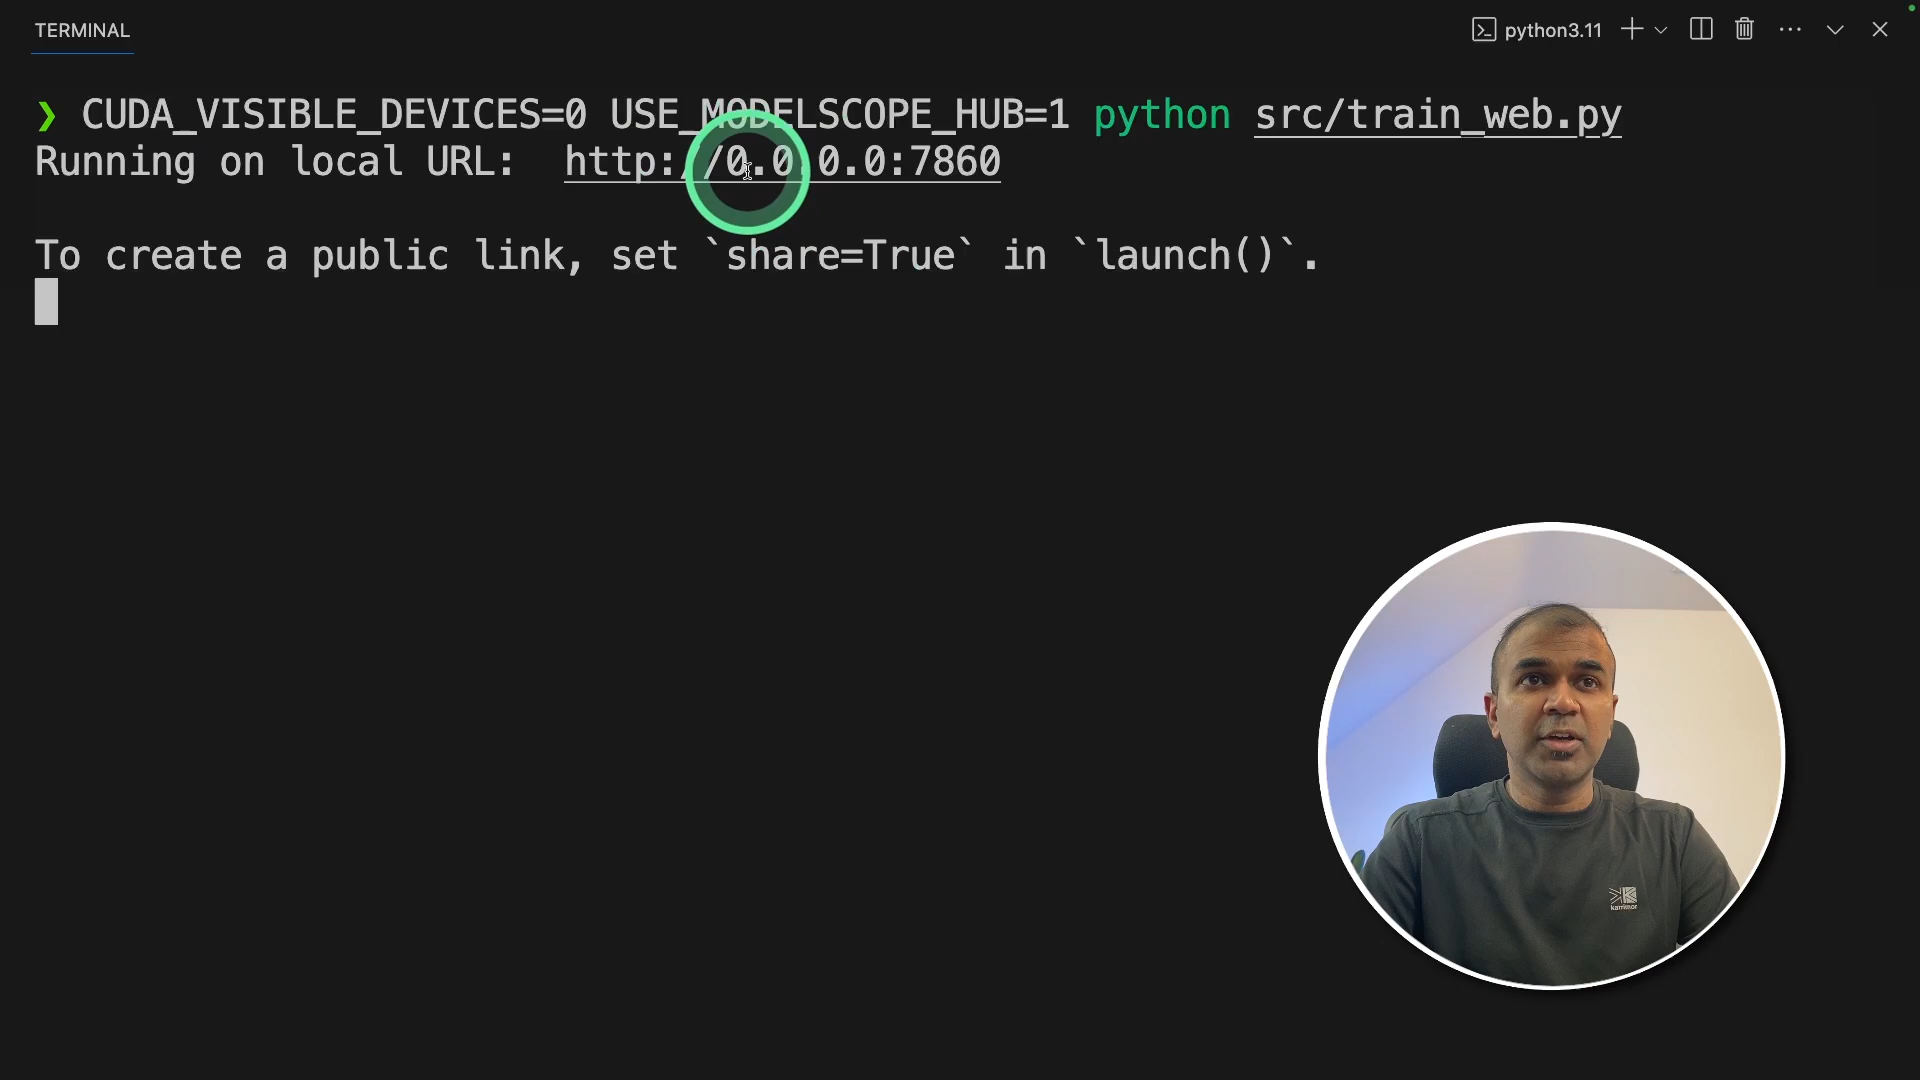 TERMINAL
python3.11
❯ CUDA_VISIBLE_DEVICES=0 USE_MODELSCOPE_HUB=1 python src/train_web.py
Running on local URL:  http://0.0.0.0:7860
To create a public link, set `share=True` in `launch()`.
karrimor